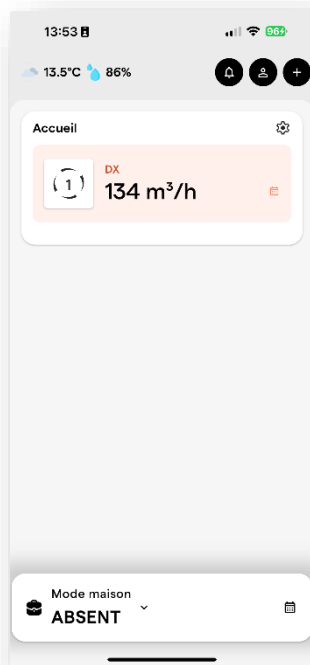 13:53
96
13.5°C 86%
Accueil
1
DX
134 m³/h
Mode maison
ABSENT